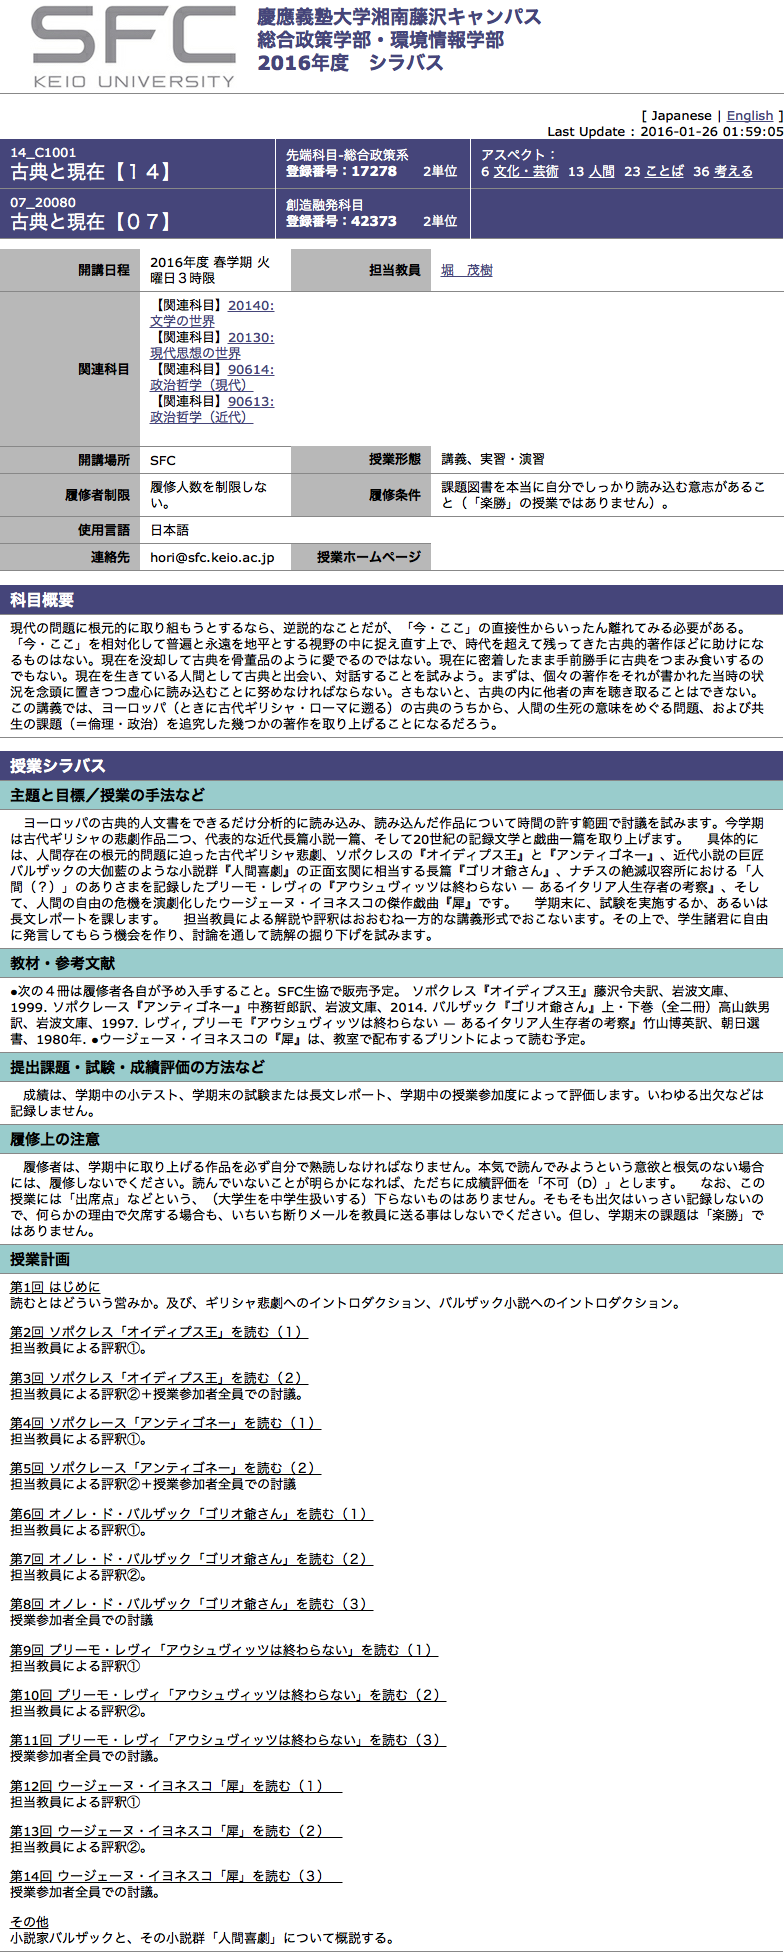 SFC
KEIO UNIVERSITY
慶應義塾大学湘南藤沢キャンパス
総合政策学部・環境情報学部
2016年度　シラバス
[ Japanese | English ]
Last Update : 2016-01-26 01:59:05
14_C1001
古典と現在【１４】
先端科目-総合政策系
登録番号：17278　　2単位
アスペクト：
6 文化・芸術　13 人間　23 ことば　36 考える
07_20080
古典と現在【０７】
創造融発科目
登録番号：42373　　2単位
開講日程
2016年度 春学期 火
曜日３時限
担当教員
堀　茂樹
関連科目
【関連科目】20140:
文学の世界
【関連科目】20130:
現代思想の世界
【関連科目】90614:
政治哲学（現代）
【関連科目】90613:
政治哲学（近代）
開講場所
SFC
授業形態
講義、実習・演習
履修者制限
履修人数を制限しな
い。
履修条件
課題図書を本当に自分でしっかり読み込む意志があるこ
と（「楽勝」の授業ではありません）。
使用言語
日本語
連絡先
hori@sfc.keio.ac.jp
授業ホームページ
科目概要
現代の問題に根元的に取り組もうとするなら、逆説的なことだが、「今・ここ」の直接性からいったん離れてみる必要がある。
「今・ここ」を相対化して普遍と永遠を地平とする視野の中に捉え直す上で、時代を超えて残ってきた古典的著作ほどに助けにな
るものはない。現在を没却して古典を骨董品のように愛でるのではない。現在に密着したまま手前勝手に古典をつまみ食いするの
でもない。現在を生きている人間として古典と出会い、対話することを試みよう。まずは、個々の著作をそれが書かれた当時の状
況を念頭に置きつつ虚心に読み込むことに努めなければならない。さもないと、古典の内に他者の声を聴き取ることはできない。
この講義では、ヨーロッパ（ときに古代ギリシャ・ローマに遡る）の古典のうちから、人間の生死の意味をめぐる問題、および共
生の課題（＝倫理・政治）を追究した幾つかの著作を取り上げることになるだろう。
授業シラバス
主題と目標／授業の手法など
　ヨーロッパの古典的人文書をできるだけ分析的に読み込み、読み込んだ作品について時間の許す範囲で討議を試みます。今学期
は古代ギリシャの悲劇作品二つ、代表的な近代長篇小説一篇、そして20世紀の記録文学と戯曲一篇を取り上げます。　　具体的に
は、人間存在の根元的問題に迫った古代ギリシャ悲劇、ソポクレスの『オイディプス王』と『アンティゴネー』、近代小説の巨匠
バルザックの大伽藍のような小説群『人間喜劇』の正面玄関に相当する長篇『ゴリオ爺さん』、ナチスの絶滅収容所における「人
間（？）」のありさまを記録したプリーモ・レヴィの『アウシュヴィッツは終わらない — あるイタリア人生存者の考察』、そし
て、人間の自由の危機を演劇化したウージェーヌ・イヨネスコの傑作戯曲『犀』です。　　学期末に、試験を実施するか、あるいは
長文レポートを課します。　　担当教員による解説や評釈はおおむね一方的な講義形式でおこないます。その上で、学生諸君に自由
に発言してもらう機会を作り、討論を通して読解の掘り下げを試みます。
教材・参考文献
●次の４冊は履修者各自が予め入手すること。SFC生協で販売予定。 ソポクレス『オイディプス王』藤沢令夫訳、岩波文庫、
1999. ソポクレース『アンティゴネー』中務哲郎訳、岩波文庫、2014. バルザック『ゴリオ爺さん』上・下巻（全二冊）高山鉄男
訳、岩波文庫、1997. レヴィ, プリーモ『アウシュヴィッツは終わらない — あるイタリア人生存者の考察』竹山博英訳、朝日選
書、1980年. ●ウージェーヌ・イヨネスコの『犀』は、教室で配布するプリントによって読む予定。
提出課題・試験・成績評価の方法など
　成績は、学期中の小テスト、学期末の試験または長文レポート、学期中の授業参加度によって評価します。いわゆる出欠などは
記録しません。
履修上の注意
　履修者は、学期中に取り上げる作品を必ず自分で熟読しなければなりません。本気で読んでみようという意欲と根気のない場合
には、履修しないでください。読んでいないことが明らかになれば、ただちに成績評価を「不可（D）」とします。　　なお、この
授業には「出席点」などという、（大学生を中学生扱いする）下らないものはありません。そもそも出欠はいっさい記録しないの
で、何らかの理由で欠席する場合も、いちいち断りメールを教員に送る事はしないでください。但し、学期末の課題は「楽勝」で
はありません。
授業計画
第1回 はじめに
読むとはどういう営みか。及び、ギリシャ悲劇へのイントロダクション、バルザック小説へのイントロダクション。
第2回 ソポクレス「オイディプス王」を読む（１）
担当教員による評釈①。
第3回 ソポクレス「オイディプス王」を読む（２）
担当教員による評釈②＋授業参加者全員での討議。
第4回 ソポクレース「アンティゴネー」を読む（１）
担当教員による評釈①。
第5回 ソポクレース「アンティゴネー」を読む（２）
担当教員による評釈②＋授業参加者全員での討議
第6回 オノレ・ド・バルザック「ゴリオ爺さん」を読む（１）
担当教員による評釈①。
第7回 オノレ・ド・バルザック「ゴリオ爺さん」を読む（２）
担当教員による評釈②。
第8回 オノレ・ド・バルザック「ゴリオ爺さん」を読む（３）
授業参加者全員での討議
第9回 プリーモ・レヴィ「アウシュヴィッツは終わらない」を読む（１）
担当教員による評釈①
第10回 プリーモ・レヴィ「アウシュヴィッツは終わらない」を読む（２）
担当教員による評釈②。
第11回 プリーモ・レヴィ「アウシュヴィッツは終わらない」を読む（３）
授業参加者全員での討議。
第12回 ウージェーヌ・イヨネスコ「犀」を読む（１）
担当教員による評釈①
第13回 ウージェーヌ・イヨネスコ「犀」を読む（２）
担当教員による評釈②。
第14回 ウージェーヌ・イヨネスコ「犀」を読む（３）
授業参加者全員での討議。
その他
小説家バルザックと、その小説群「人間喜劇」について概説する。